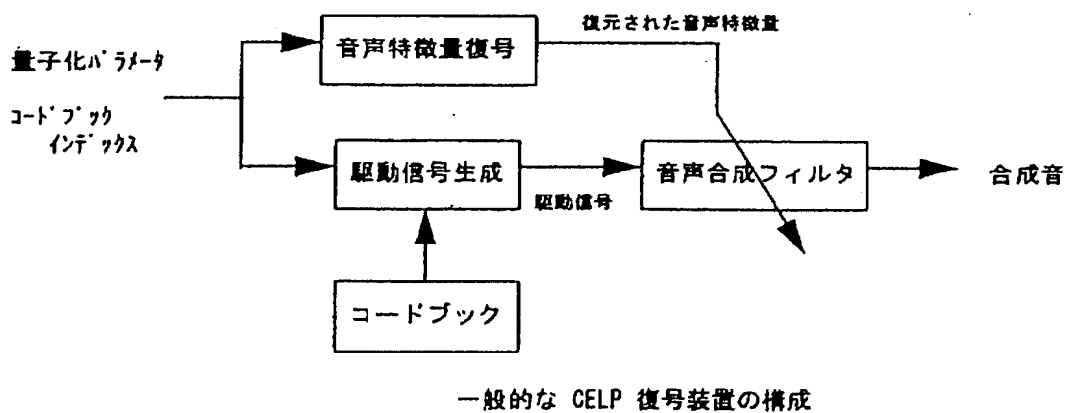 復元された音声特徴量
音声特徴量復号
量子化パラメータ
コードブック
インデックス
駆動信号生成
駆動信号
音声合成フィルタ
合成音
コードブック
一般的な CELP 復号装置の構成